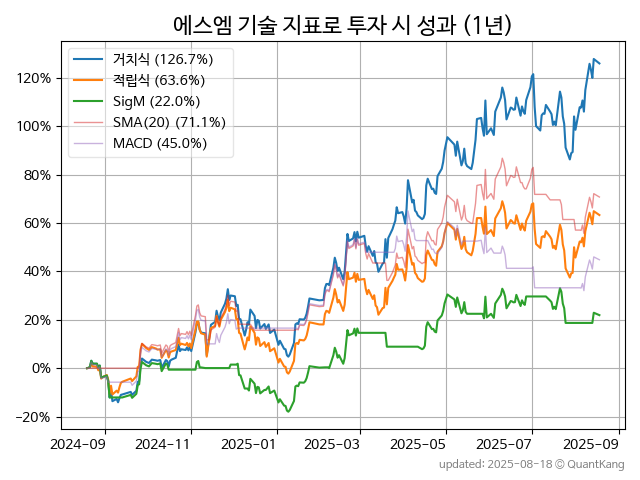 에스엠 기술 지표로 투자 시 성과 (1년)
거치식 (126.7%)
적립식 (63.6%)
SigM (22.0%)
SMA(20) (71.1%)
MACD (45.0%)
120%
100%
80%
60%
40%
20%
0%
−20%
2024-09 2024-11 2025-01 2025-03 2025-05 2025-07 2025-09
updated: 2025-08-18 © QuantKang